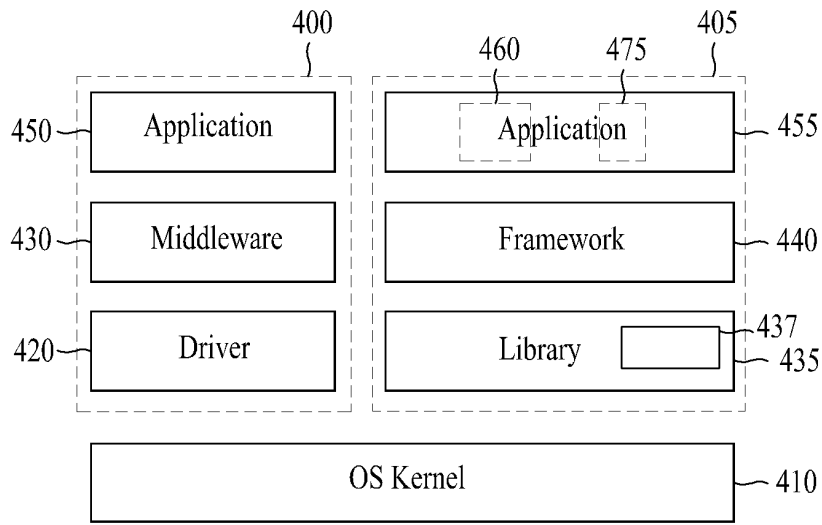 400
405
460
475
450
Application
Application
455
430
Middleware
Framework
440
437
420
Driver
Library
435
OS Kernel
410